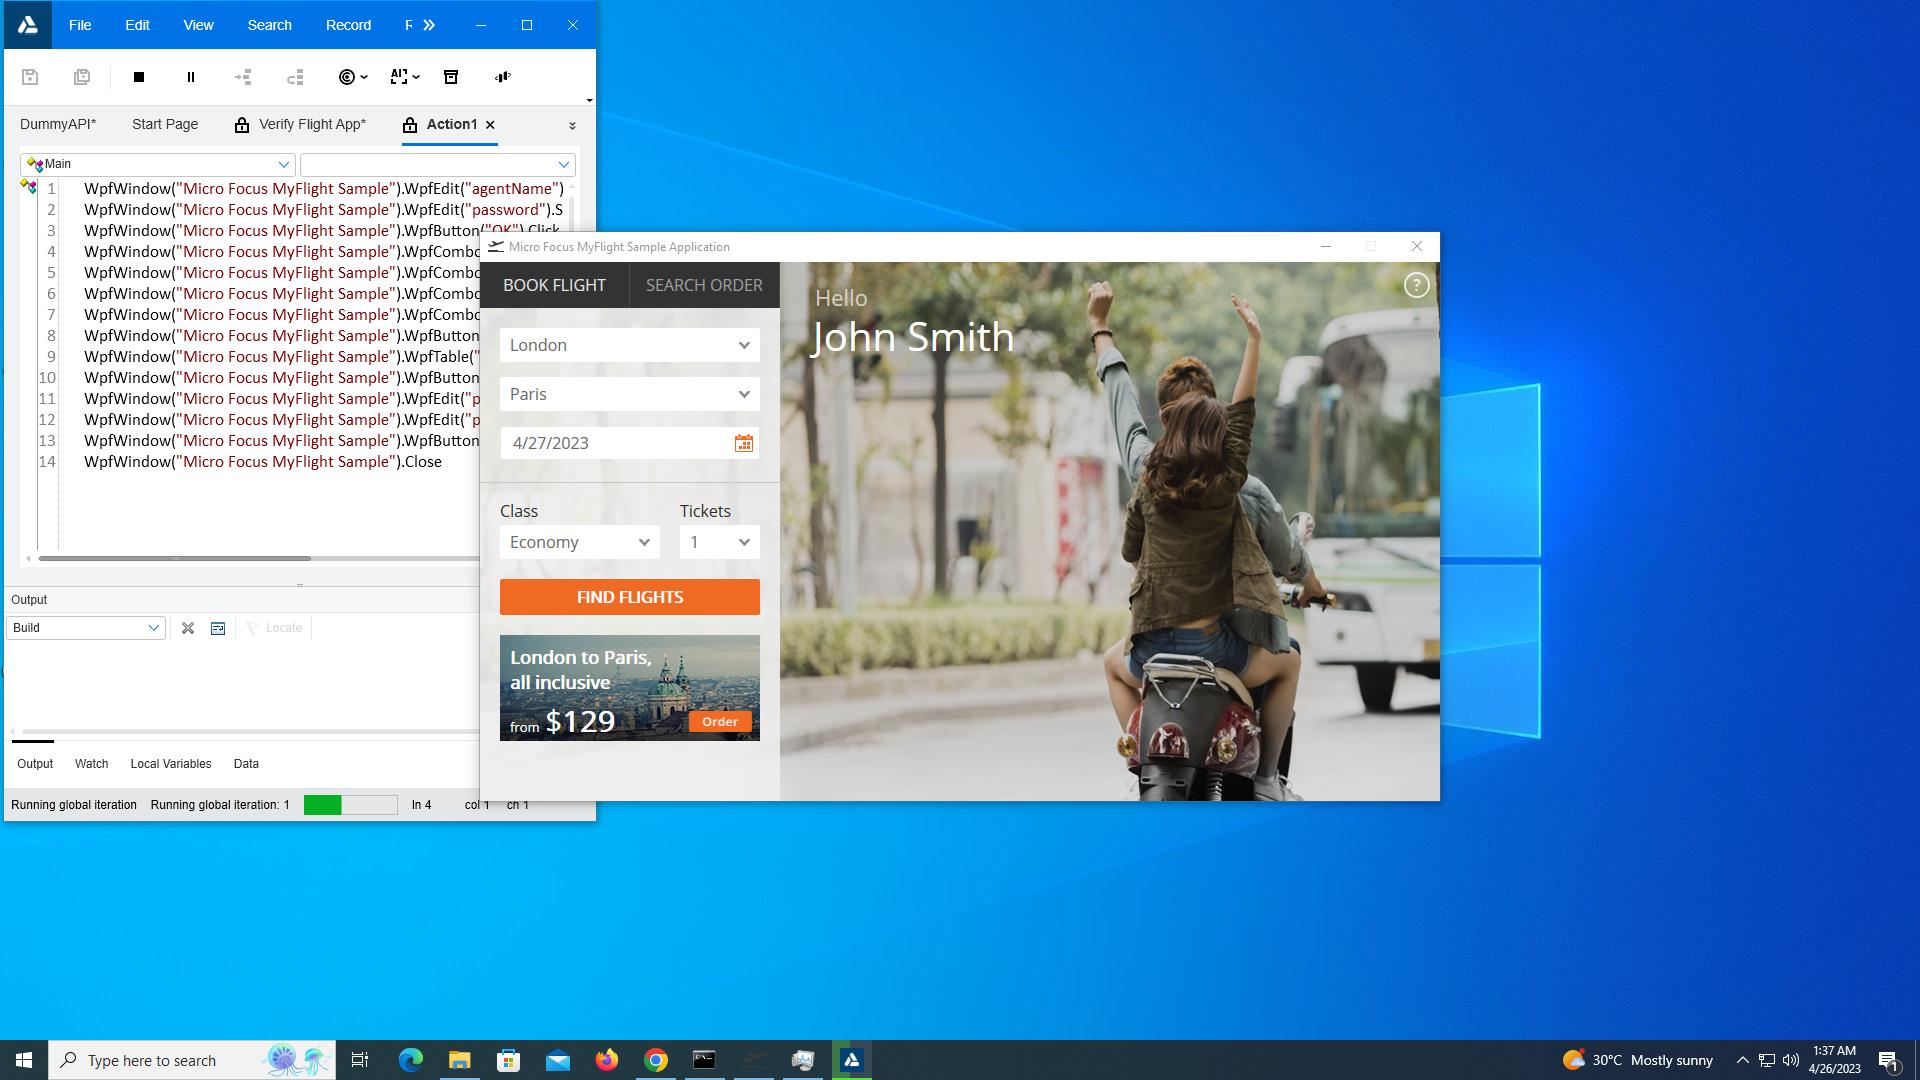 File Edit View Search Record
DummyAPI* Start Page Verify Flight App* Action1
Main
1 WpfWindow("Micro Focus MyFlight Sample").WpfEdit("agentName")
2 WpfWindow("Micro Focus MyFlight Sample").WpfEdit("password").S
3 WpfWindow("Micro Focus MyFlight Sample").WpfButton("OK").Click
4 WpfWindow("Micro Focus MyFlight Sample").WpfCombo
5 WpfWindow("Micro Focus MyFlight Sample").WpfCombo
6 WpfWindow("Micro Focus MyFlight Sample").WpfCombo
7 WpfWindow("Micro Focus MyFlight Sample").WpfCombo
8 WpfWindow("Micro Focus MyFlight Sample").WpfButton
9 WpfWindow("Micro Focus MyFlight Sample").WpfTable("
10 WpfWindow("Micro Focus MyFlight Sample").WpfButton
11 WpfWindow("Micro Focus MyFlight Sample").WpfEdit("p
12 WpfWindow("Micro Focus MyFlight Sample").WpfEdit("p
13 WpfWindow("Micro Focus MyFlight Sample").WpfButton
14 WpfWindow("Micro Focus MyFlight Sample").Close
Output
Build Locate
Output Watch Local Variables Data
Running global iteration Running global iteration: 1 ln 4 col 1 ch 1
Micro Focus MyFlight Sample Application
BOOK FLIGHT SEARCH ORDER
London
Paris
4/27/2023
Class Tickets
Economy 1
FIND FLIGHTS
London to Paris,
all inclusive
from $129 Order
Hello
John Smith
?
Type here to search
30°C Mostly sunny
1:37 AM
4/26/2023
1